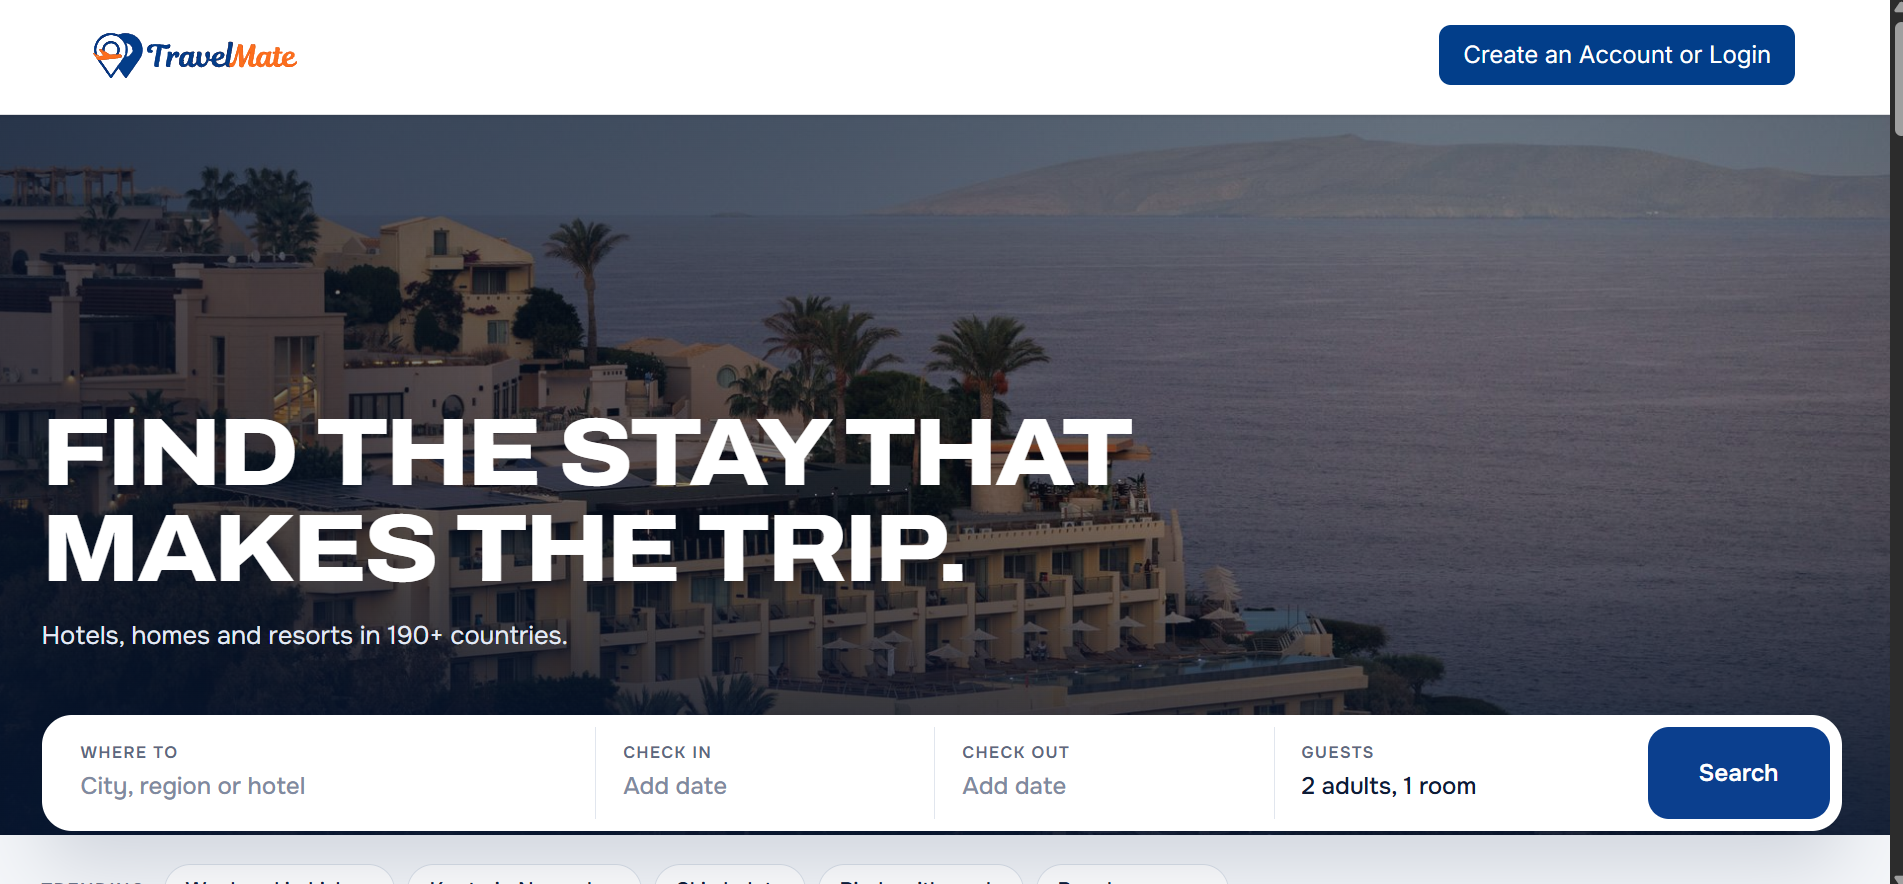 TravelMate
Create an Account or Login
FIND THE STAY THAT
MAKES THE TRIP.
Hotels, homes and resorts in 190+ countries.
WHERE TO
City, region or hotel
CHECK IN
Add date
CHECK OUT
Add date
GUESTS
2 adults, 1 room
Search